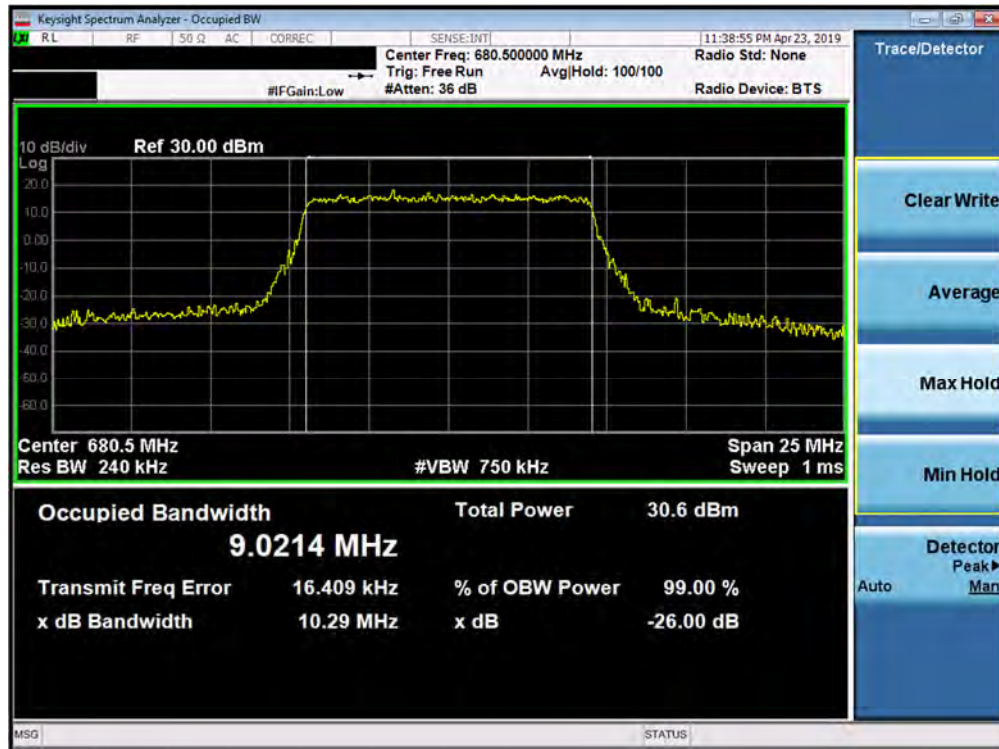 Keysight Spectrum Analyzer - Occupied BW
LXI RL RF 50 Ω AC CORREC SENSE:INT 11:38:55 PM Apr 23, 2019
Center Freq: 680.500000 MHz Radio Std: None
Trig: Free Run Avg|Hold: 100/100
#IFGain:Low #Atten: 36 dB Radio Device: BTS
10 dB/div Ref 30.00 dBm
Log
20.0
10.0
0.00
-10.0
-20.0
-30.0
-40.0
-50.0
-60.0
Center 680.5 MHz Span 25 MHz
Res BW 240 kHz #VBW 750 kHz Sweep 1 ms
Occupied Bandwidth Total Power 30.6 dBm
9.0214 MHz
Transmit Freq Error 16.409 kHz % of OBW Power 99.00 %
x dB Bandwidth 10.29 MHz x dB -26.00 dB
MSG STATUS
Trace/Detector
Clear Write
Average
Max Hold
Min Hold
Detector
Peak
Auto Man